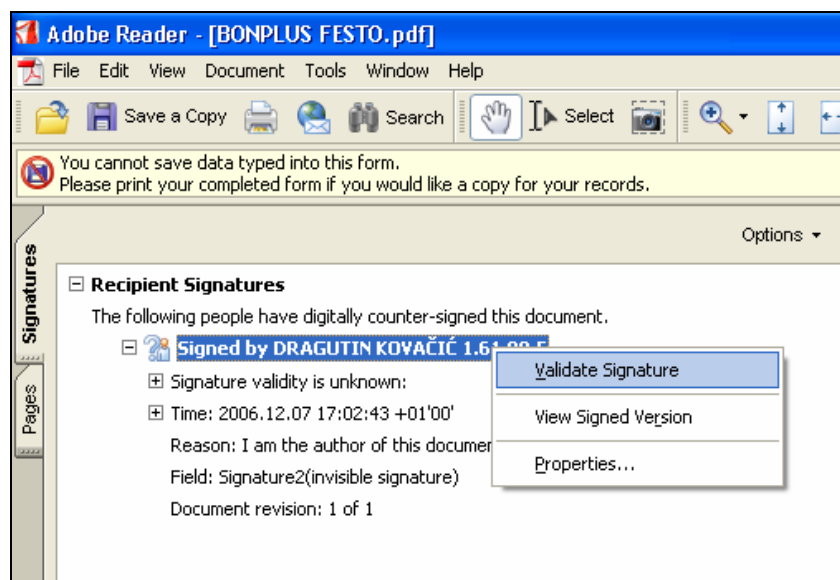 Adobe Reader - [BONPLUS FESTO.pdf]
File Edit View Document Tools Window Help
Save a Copy Search Select
You cannot save data typed into this form.
Please print your completed form if you would like a copy for your records.
Options
Signatures
Pages
Recipient Signatures
The following people have digitally counter-signed this document.
Signed by DRAGUTIN KOVAČIĆ
Signature validity is unknown:
Time: 2006.12.07 17:02:43 +01'00'
Reason: I am the author of this documen
Field: Signature2(invisible signature)
Document revision: 1 of 1
Validate Signature
View Signed Version
Properties...